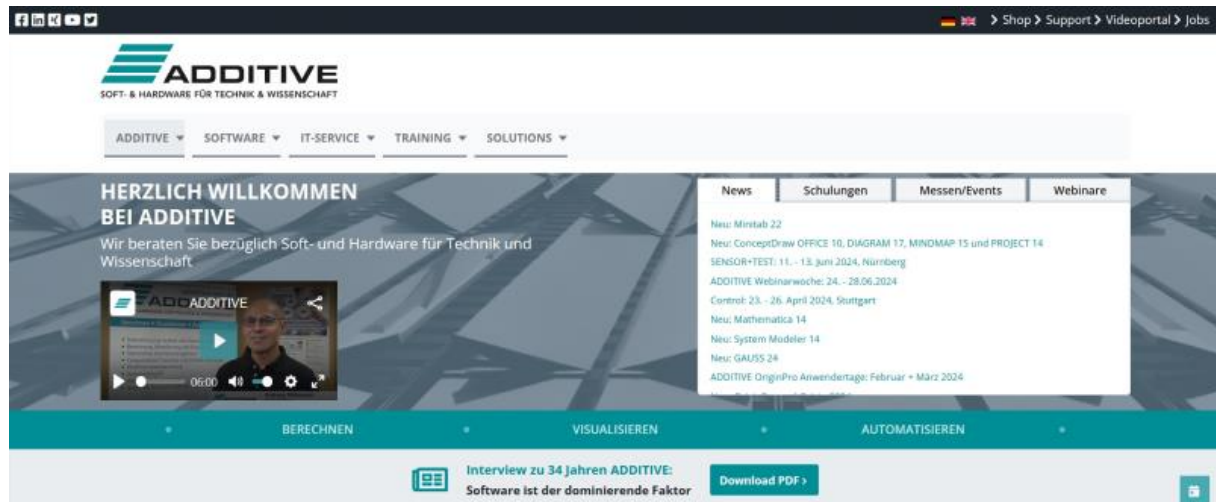 Shop Support Videoportal Jobs
ADDITIVE
SOFT- & HARDWARE FÜR TECHNIK & WISSENSCHAFT
ADDITIVE SOFTWARE IT-SERVICE TRAINING SOLUTIONS
HERZLICH WILLKOMMEN
BEI ADDITIVE
Wir beraten Sie bezüglich Soft- und Hardware für Technik und
Wissenschaft
ADDITIVE
06:00
News Schulungen Messen/Events Webinare
Neu: Minitab 22
Neu: ConceptDraw OFFICE 10, DIAGRAM 17, MINDMAP 15 und PROJECT 14
SENSOR+TEST: 11. - 13. Juni 2024, Nürnberg
ADDITIVE Webinarwoche: 24. - 28.06.2024
Control: 23. - 26. April 2024, Stuttgart
Neu: Mathematica 14
Neu: System Modeler 14
Neu: GAUSS 24
ADDITIVE OriginPro Anwendertage: Februar + März 2024
BERECHNEN VISUALISIEREN AUTOMATISIEREN
Interview zu 34 Jahren ADDITIVE:
Software ist der dominierende Faktor
Download PDF >